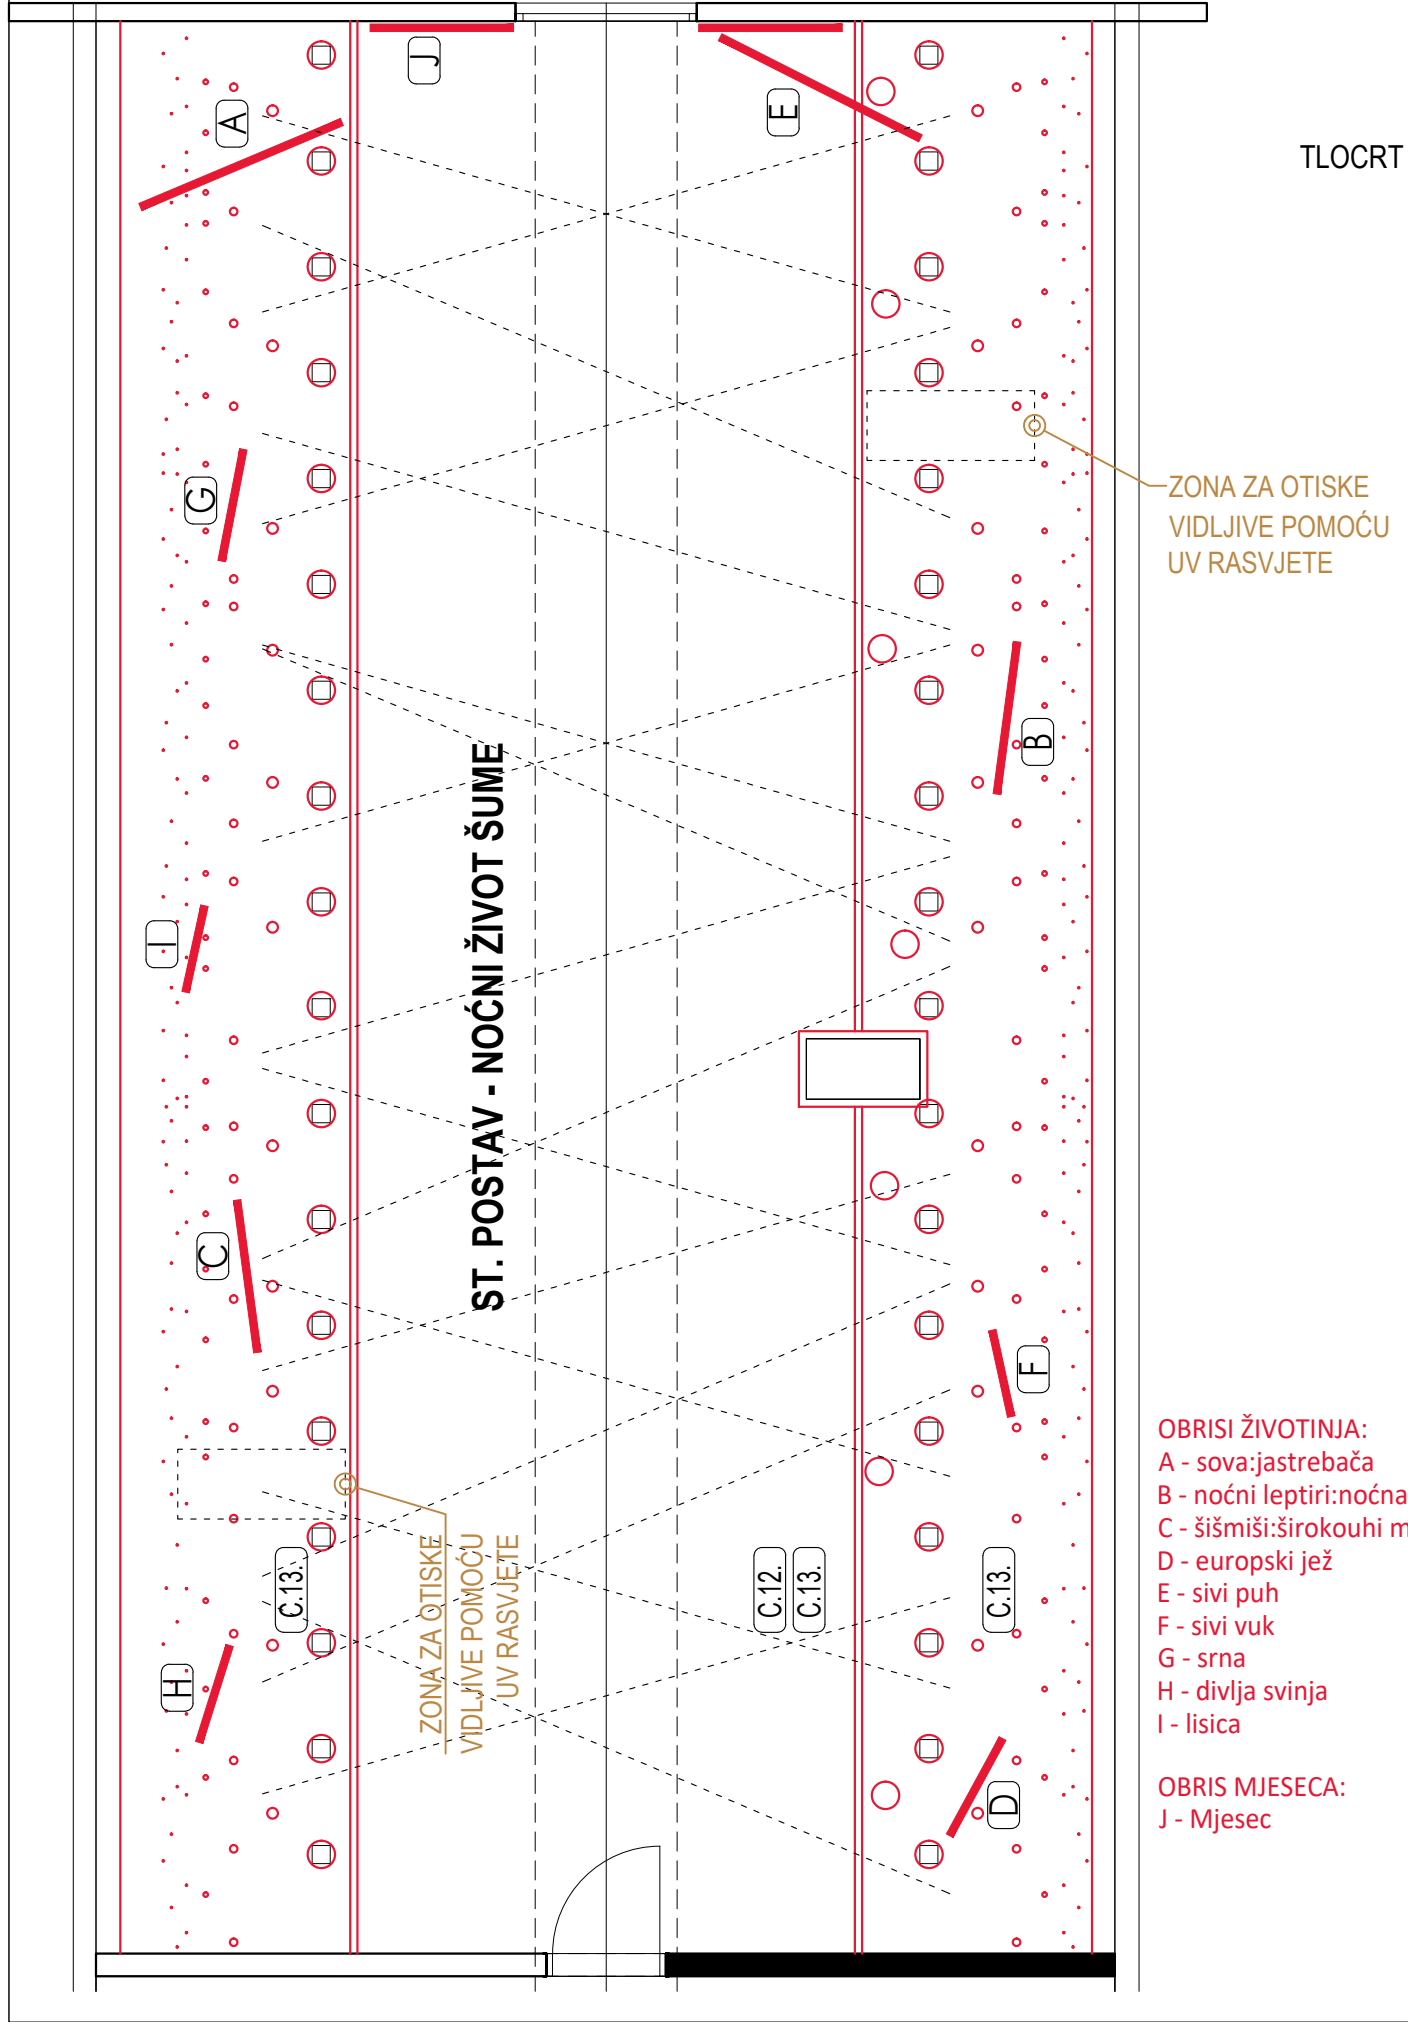 J
A
E
TLOCRT
G
ZONA ZA OTISKE
VIDLJIVE POMOĆU
UV RASVJETE
B
ST. POSTAV - NOĆNI ŽIVOT ŠUME
I
C
F
OBRISI ŽIVOTINJA:
A - sova:jastrebača
B - noćni leptiri:noćna
C - šišmiši:širokouhi m
D - europski jež
E - sivi puh
F - sivi vuk
G - srna
H - divlja svinja
I - lisica
OBRIS MJESECA:
J - Mjesec
ZONA ZA OTISKE
VIDLJIVE POMOĆU
UV RASVJETE
C.13.
C.12.
C.13.
C.13.
H
D